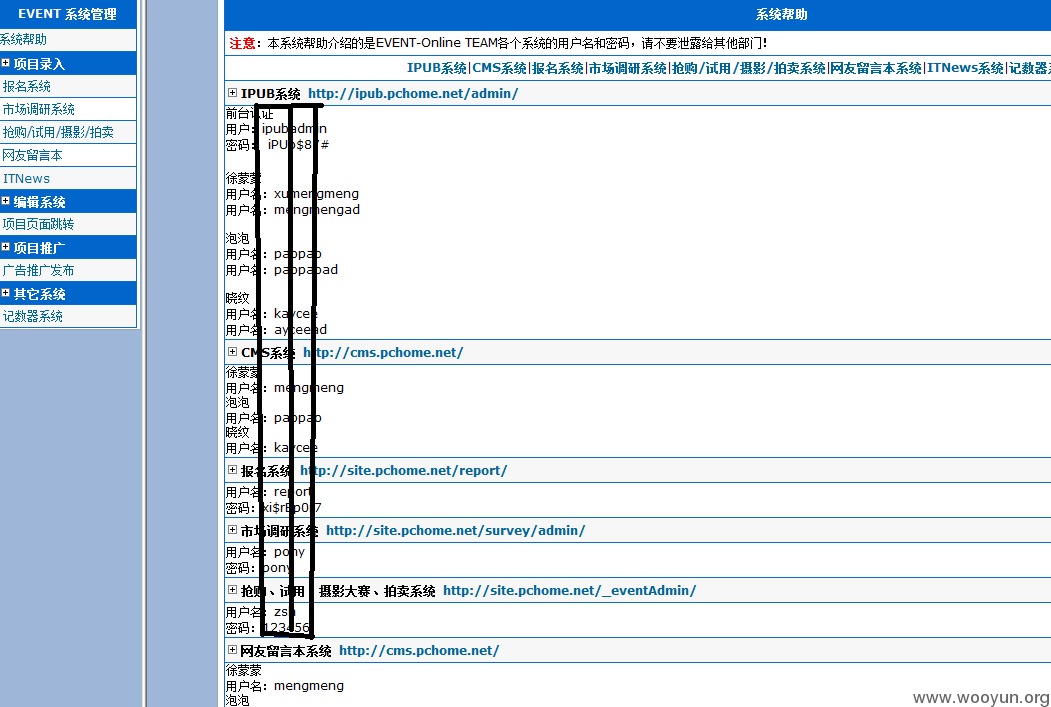 EVENT 系统管理
系统帮助
项目录入
报名系统
市场调研系统
抢购/试用/摄影/拍卖
网友留言本
ITNews
编辑系统
项目页面跳转
项目推广
广告推广发布
其它系统
记数器系统
系统帮助
注意：本系统帮助介绍的是EVENT-Online TEAM各个系统的用户名和密码，请不要泄露给其他部门！
IPUB系统|CMS系统|报名系统|市场调研系统|抢购/试用/摄影/拍卖系统|网友留言本系统|ITNews系统|记数器
IPUB系统 http://ipub.pchome.net/admin/
前台认证
用户：
密码：
徐蒙蒙
用户名：xumengmeng
用户名：mengmengad
泡泡
用户名：paopao
用户名：paopaoad
晓纹
用户名：kaycee
用户名：
CMS系统 http://cms.pchome.net/
徐蒙蒙
用户名：mengmeng
泡泡
用户名：paopao
晓纹
用户名：kaycee
报名系统 http://site.pchome.net/report/
用户名：report
密码：
市场调研系统 http://site.pchome.net/survey/admin/
用户名：pony
密码：
抢购、试用、摄影大赛、拍卖系统 http://site.pchome.net/_eventAdmin/
用户名：
密码：
网友留言本系统 http://cms.pchome.net/
徐蒙蒙
用户名：mengmeng
泡泡
www.wooyun.org